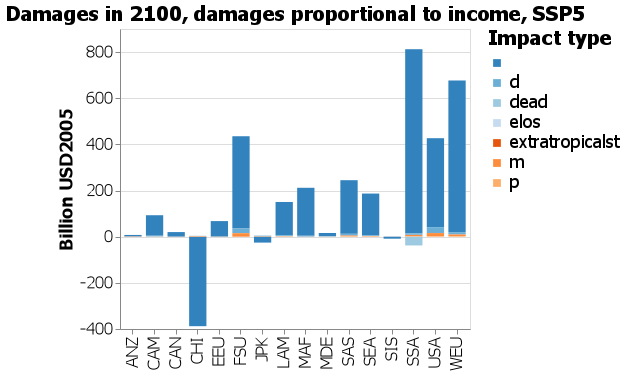 Damages in 2100, damages proportional to income, SSP5
Impact type
d
dead
elos
extratropicalst
m
p
Billion USD2005
800
600
400
200
0
-200
-400
ANZ
CAM
CAN
CHI
EEU
FSU
JPK
LAM
MAF
MDE
SAS
SEA
SIS
SSA
USA
WEU